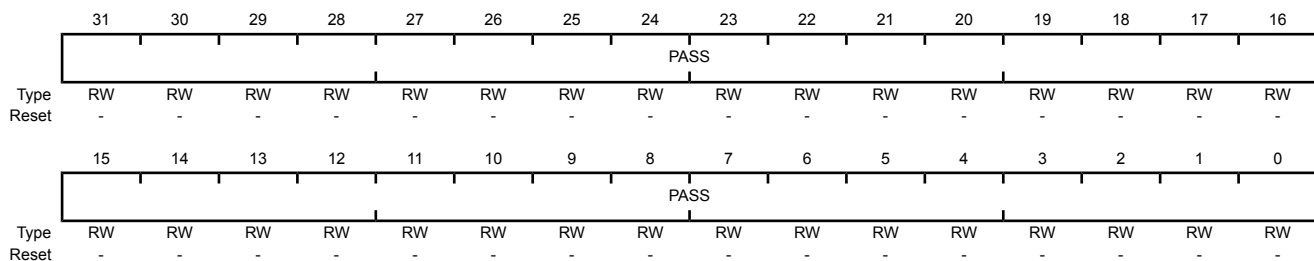 31 30 29 28 27 26 25 24 23 22 21 20 19 18 17 16
PASS
Type RW RW RW RW RW RW RW RW RW RW RW RW RW RW RW RW
Reset - - - - - - - - - - - - - - - -
15 14 13 12 11 10 9 8 7 6 5 4 3 2 1 0
PASS
Type RW RW RW RW RW RW RW RW RW RW RW RW RW RW RW RW
Reset - - - - - - - - - - - - - - - -